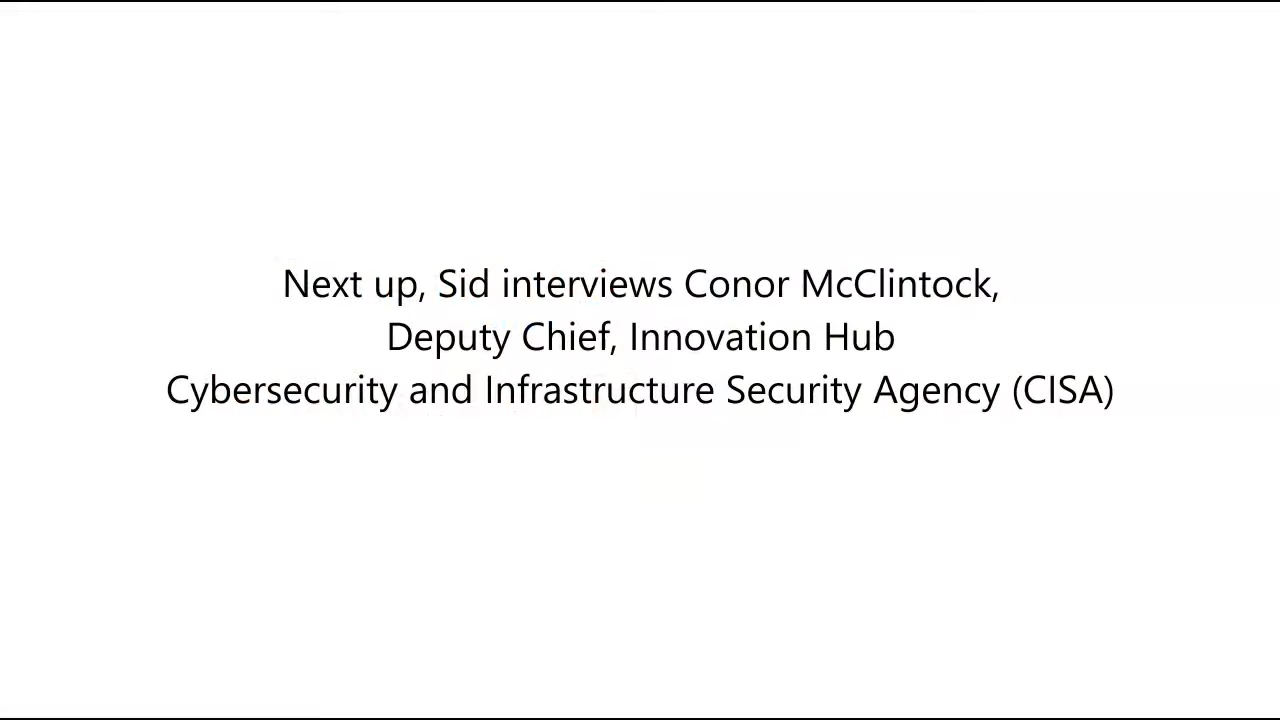 Next up, Sid interviews Conor McClintock,
Deputy Chief, Innovation Hub
Cybersecurity and Infrastructure Security Agency (CISA)